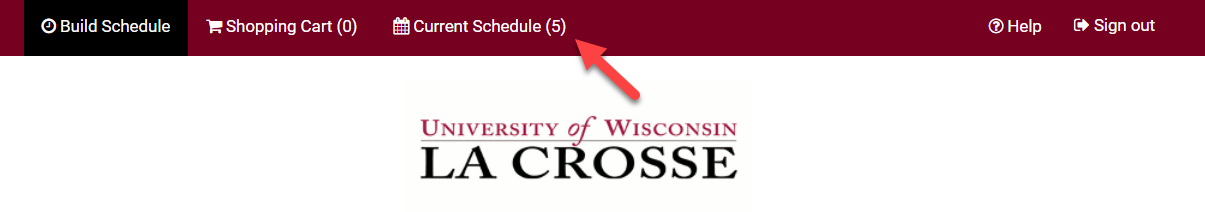 Build Schedule Shopping Cart (0) Current Schedule (5) Help Sign out
UNIVERSITY of WISCONSIN
LA CROSSE